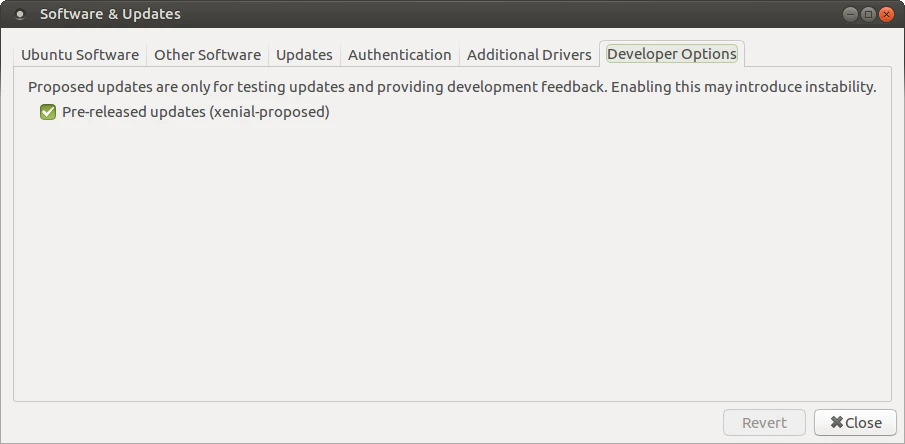 Software & Updates
Ubuntu Software Other Software Updates Authentication Additional Drivers Developer Options
Proposed updates are only for testing updates and providing development feedback. Enabling this may introduce instability.
Pre-released updates (xenial-proposed)
Revert Close